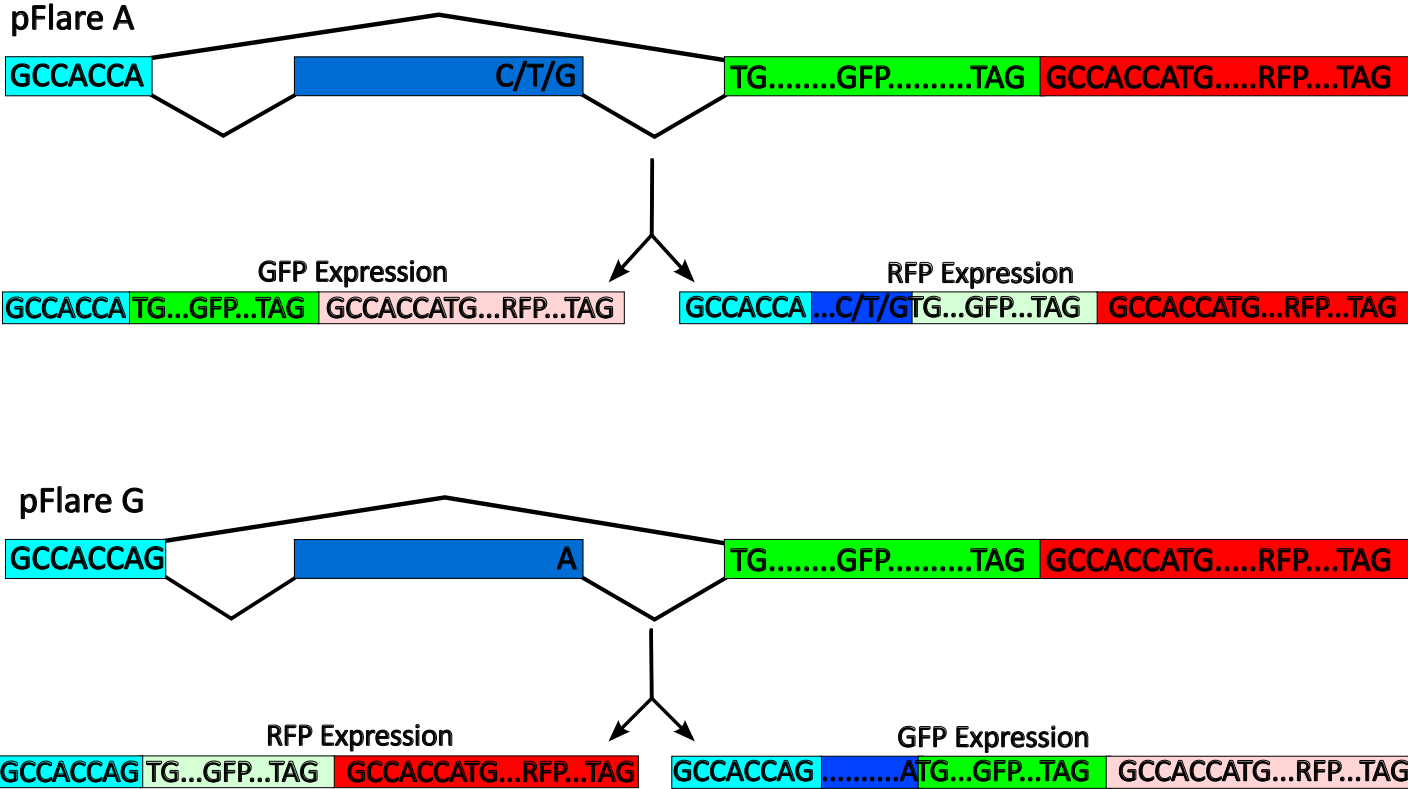 pFlare A
GCCACCA C/T/G TG........GFP..........TAG GCCACCATG.....RFP....TAG
GFP Expression RFP Expression
GCCACCA TG...GFP...TAG GCCACCATG...RFP...TAG GCCACCA ...C/T/G TG...GFP...TAG GCCACCATG...RFP...TAG
pFlare G
GCCACCAG A TG........GFP..........TAG GCCACCATG.....RFP....TAG
RFP Expression GFP Expression
GCCACCAG TG...GFP...TAG GCCACCATG...RFP...TAG GCCACCAG ..........ATG...GFP...TAG GCCACCATG...RFP...TAG